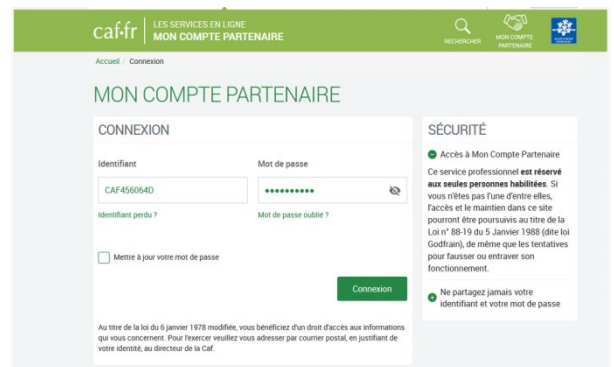 caf.fr
LES SERVICES EN LIGNE
MON COMPTE PARTENAIRE
RECHERCHER
MON COMPTE
PARTENAIRE
Accueil / Connexion
MON COMPTE PARTENAIRE
CONNEXION
Identifiant
Mot de passe
CAF456064D
••••••••••
Identifiant perdu ?
Mot de passe oublié ?
Mettre à jour votre mot de passe
Connexion
Au titre de la loi du 6 janvier 1978 modifiée, vous bénéficiez d'un droit d'accès aux informations
qui vous concernent. Pour l'exercer veuillez vous adresser par courrier postal, en justifiant de
votre identité, au directeur de la Caf.
SÉCURITÉ
Accès à Mon Compte Partenaire
Ce service professionnel est réservé
aux seules personnes habilitées. Si
vous n'êtes pas l'une d'entre elles,
l'accès et le maintien dans ce site
pourront être poursuivis au titre de la
Loi n° 88-19 du 5 Janvier 1988 (dite loi
Godfrain), de même que les tentatives
pour fausser ou entraver son
fonctionnement.
Ne partagez jamais votre
identifiant et votre mot de passe